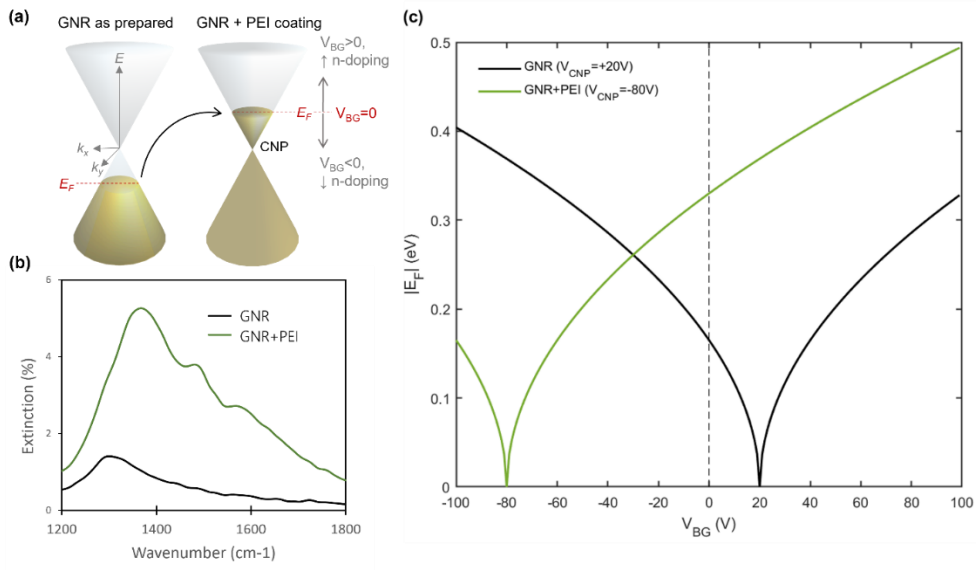 (a)
GNR as prepared
GNR + PEI coating
E
k_x
k_y
E_F
E_F
CNP
V_BG>0,
↑ n-doping
V_BG=0
V_BG<0,
↓ n-doping
(b)
Extinction (%)
6
4
2
0
GNR
GNR+PEI
1200 1400 1600 1800
Wavenumber (cm-1)
(c)
|E_F| (eV)
0.5
0.4
0.3
0.2
0.1
0
GNR (V_CNP=+20V)
GNR+PEI (V_CNP=-80V)
-100 -80 -60 -40 -20 0 20 40 60 80 100
V_BG (V)